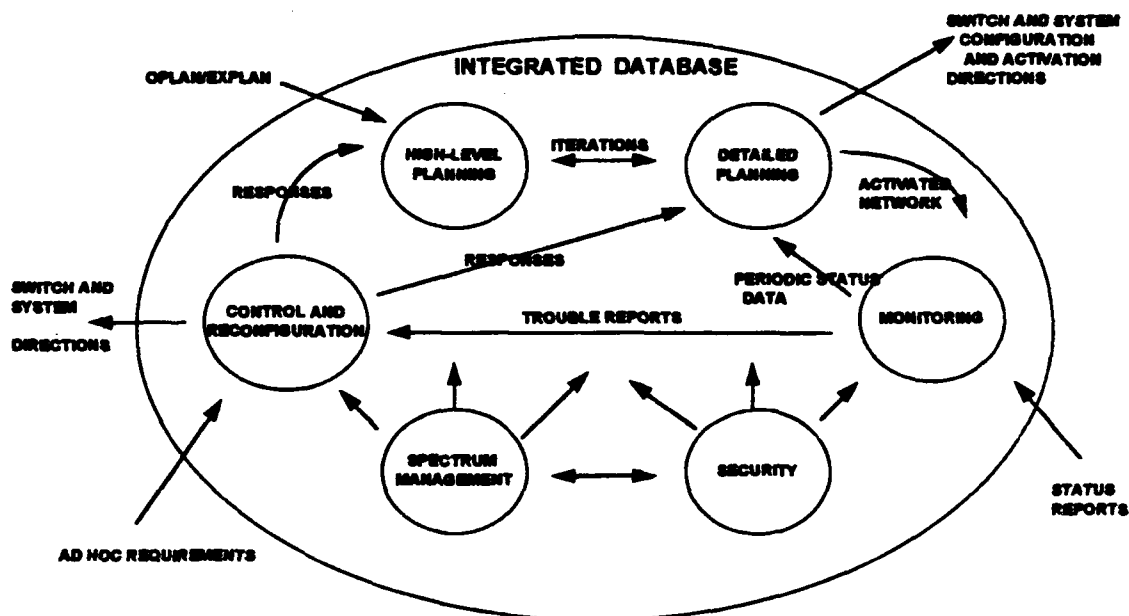 SWITCH AND SYSTEM
CONFIGURATION
AND ACTIVATION
DIRECTIONS
OPLAN/EXPLAN
INTEGRATED DATABASE
HIGH-LEVEL
PLANNING
ITERATIONS
DETAILED
PLANNING
RESPONSES
ACTIVATED
NETWORK
RESPONSES
PERIODIC STATUS
DATA
SWITCH AND
SYSTEM
DIRECTIONS
CONTROL AND
RECONFIGURATION
TROUBLE REPORTS
MONITORING
SPECTRUM
MANAGEMENT
SECURITY
STATUS
REPORTS
AD HOC REQUIREMENTS